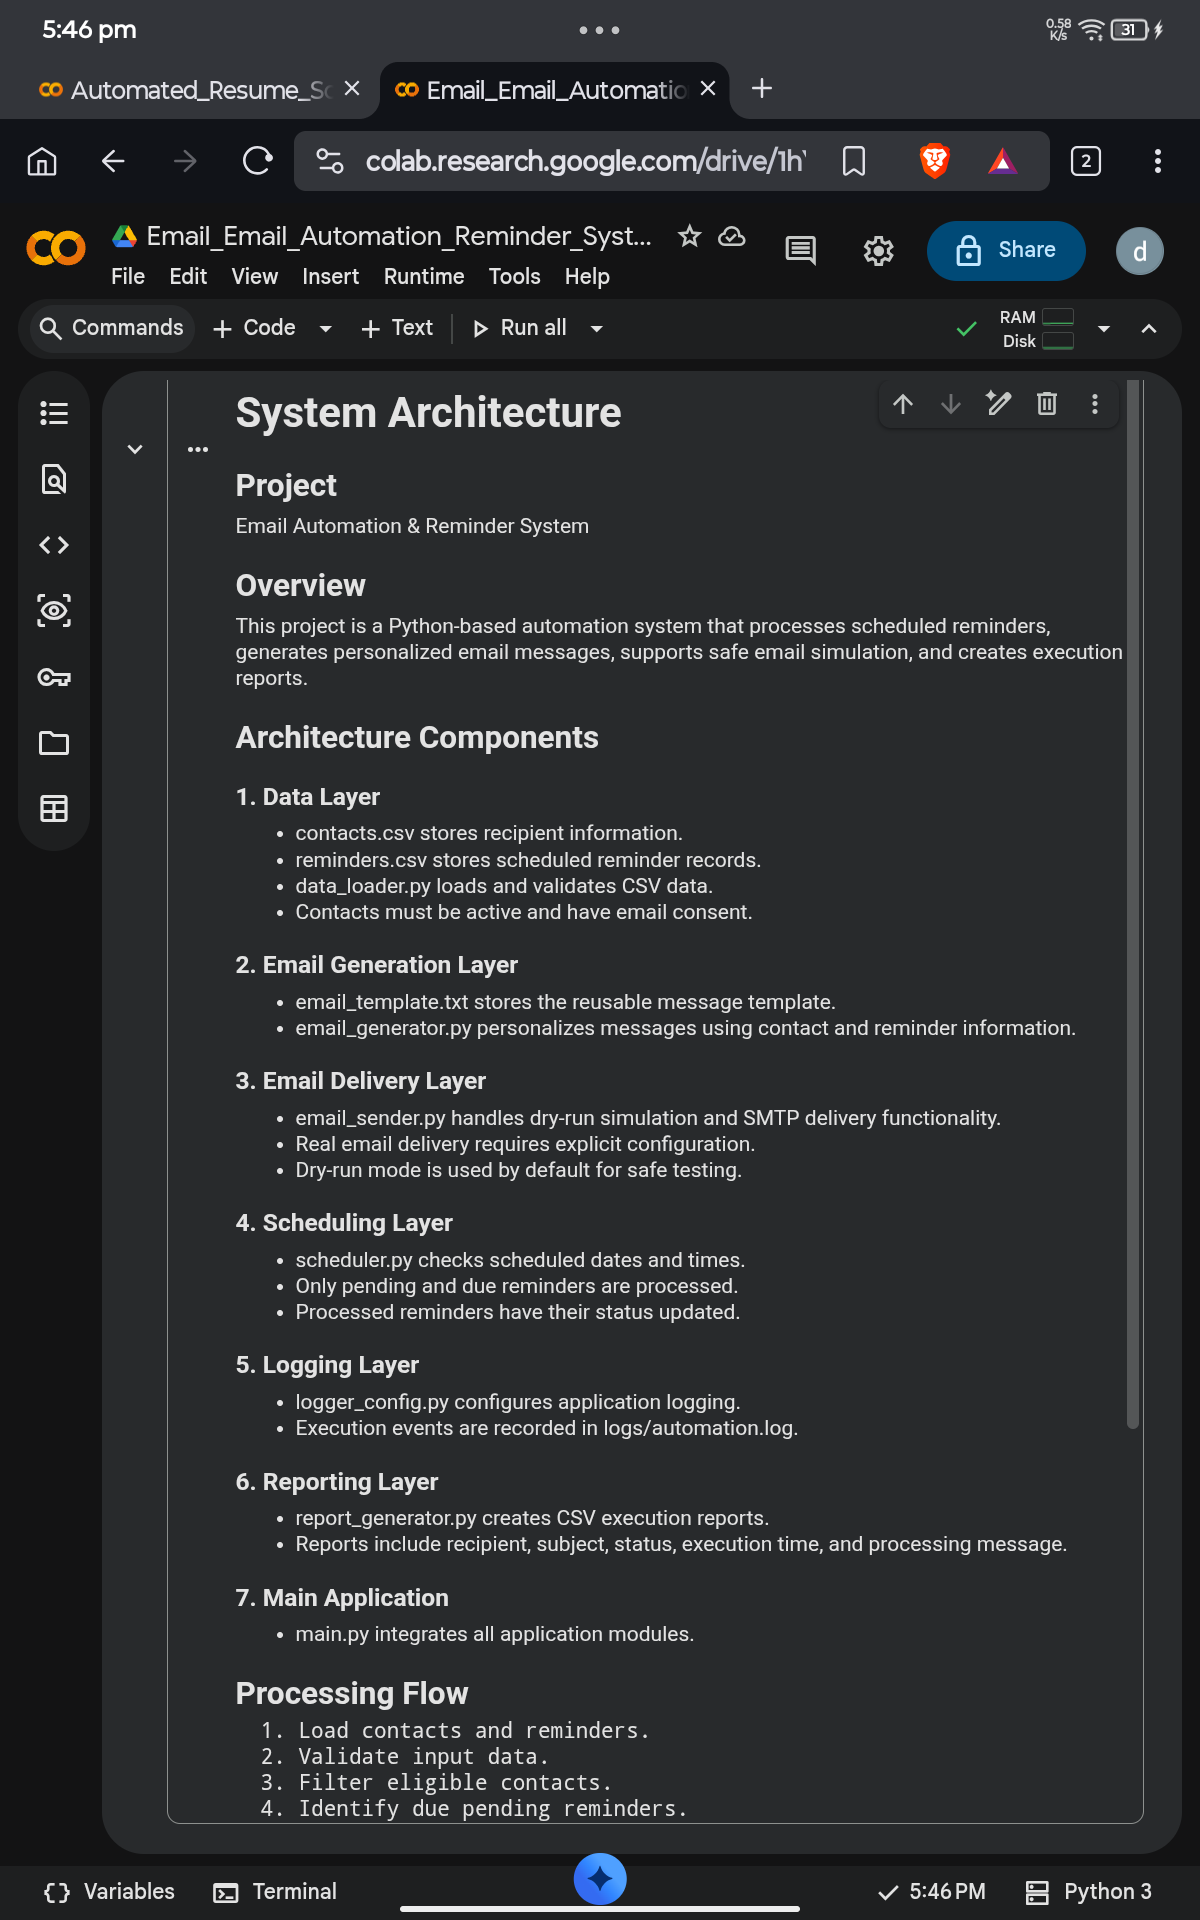 5:46 pm
0.58
K/s
31
Automated_Resume_Sc
Email_Email_Automatio
colab.research.google.com/drive/1h
2
Email_Email_Automation_Reminder_Syst...
Share
d
File Edit View Insert Runtime Tools Help
Commands + Code + Text Run all
RAM
Disk
System Architecture
Project
Email Automation & Reminder System
Overview
This project is a Python-based automation system that processes scheduled reminders,
generates personalized email messages, supports safe email simulation, and creates execution
reports.
Architecture Components
1. Data Layer
• contacts.csv stores recipient information.
• reminders.csv stores scheduled reminder records.
• data_loader.py loads and validates CSV data.
• Contacts must be active and have email consent.
2. Email Generation Layer
• email_template.txt stores the reusable message template.
• email_generator.py personalizes messages using contact and reminder information.
3. Email Delivery Layer
• email_sender.py handles dry-run simulation and SMTP delivery functionality.
• Real email delivery requires explicit configuration.
• Dry-run mode is used by default for safe testing.
4. Scheduling Layer
• scheduler.py checks scheduled dates and times.
• Only pending and due reminders are processed.
• Processed reminders have their status updated.
5. Logging Layer
• logger_config.py configures application logging.
• Execution events are recorded in logs/automation.log.
6. Reporting Layer
• report_generator.py creates CSV execution reports.
• Reports include recipient, subject, status, execution time, and processing message.
7. Main Application
• main.py integrates all application modules.
Processing Flow
1. Load contacts and reminders.
2. Validate input data.
3. Filter eligible contacts.
4. Identify due pending reminders.
Variables Terminal 5:46 PM Python 3